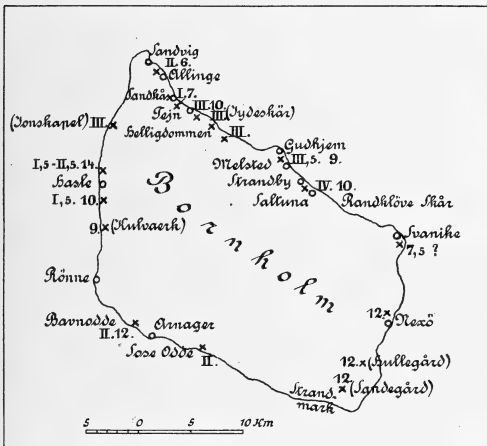 Sandvig
II. 6.
Allinge
Sandkås I, 7.
Tejn III. 10.
(Jonskapel) III.
III. (Jydeskär)
Helligdommen
III.
Gudhjem
Melsted III, 5. 9.
I, 5-II, 5. 14.
Hasle
Strandby
IV. 10.
Saltuna
I, 5. 10.
Randklöve Skår
9. (Kulvaerk)
Svanike
7, 5 ?
Bornholm
Rönne
12.
Nexö
Bavnodde
II. 12.
Arnager
Sose Odde
II.
12. (Hullegård)
12.
Strand
mark
(Sandegård)
5 0 5 10 Km